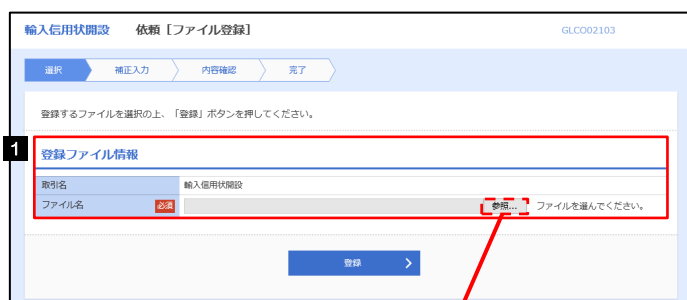 輸入信用状開設 依頼［ファイル登録］ GLCO02103
選択 補正入力 内容確認 完了
登録するファイルを選択の上、「登録」ボタンを押してください。
1
登録ファイル情報
取引名 輸入信用状開設
ファイル名 必須 参照... ファイルを選んでください。
登録